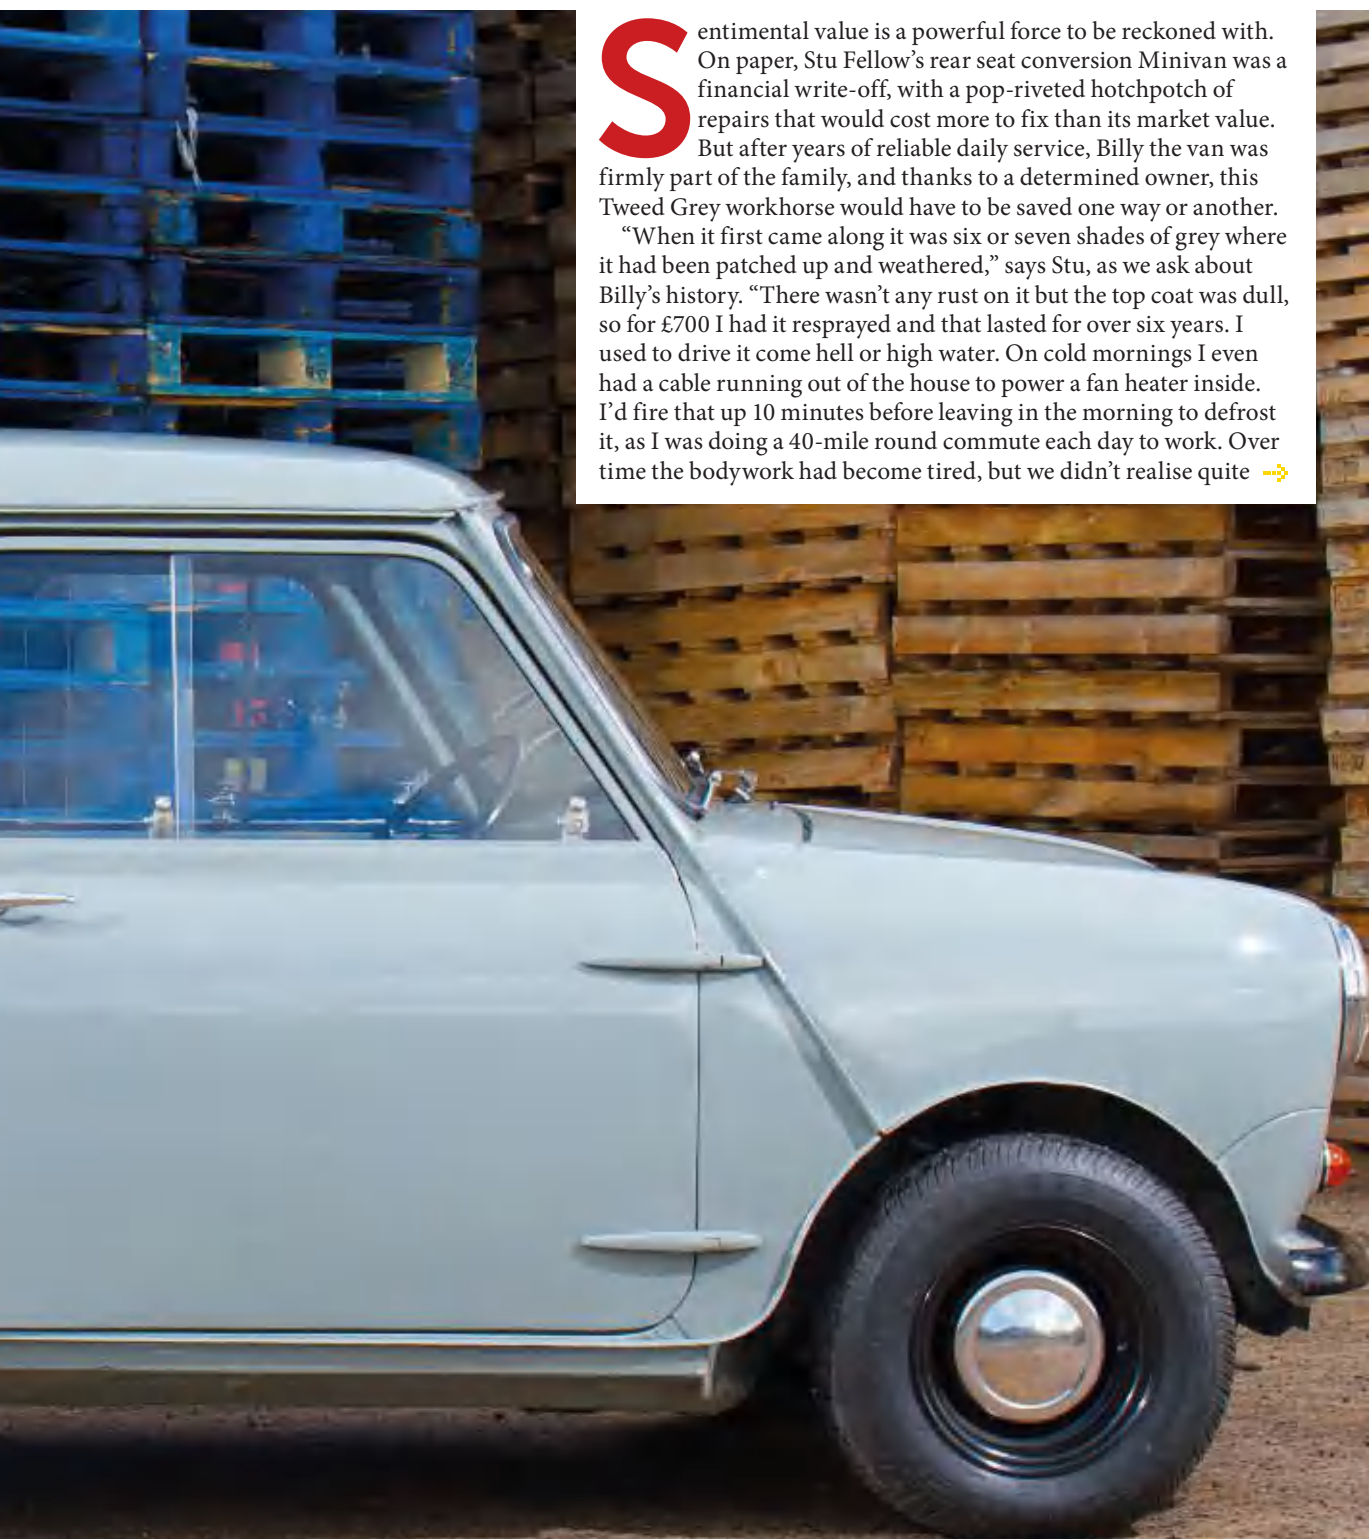 Sentimental value is a powerful force to be reckoned with.
On paper, Stu Fellow’s rear seat conversion Minivan was a
financial write-off, with a pop-riveted hotchpotch of
repairs that would cost more to fix than its market value.
But after years of reliable daily service, Billy the van was
firmly part of the family, and thanks to a determined owner, this
Tweed Grey workhorse would have to be saved one way or another.
“When it first came along it was six or seven shades of grey where
it had been patched up and weathered,” says Stu, as we ask about
Billy’s history. “There wasn’t any rust on it but the top coat was dull,
so for £700 I had it resprayed and that lasted for over six years. I
used to drive it come hell or high water. On cold mornings I even
had a cable running out of the house to power a fan heater inside.
I’d fire that up 10 minutes before leaving in the morning to defrost
it, as I was doing a 40-mile round commute each day to work. Over
time the bodywork had become tired, but we didn’t realise quite